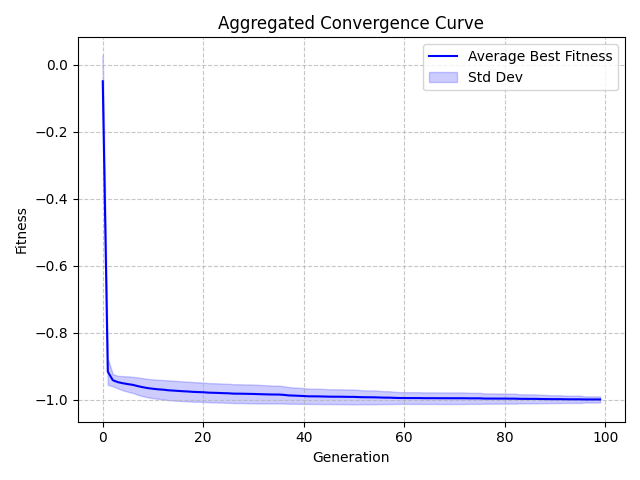 Aggregated Convergence Curve
Average Best Fitness
Std Dev
Fitness
0.0
−0.2
−0.4
−0.6
−0.8
−1.0
0 20 40 60 80 100
Generation